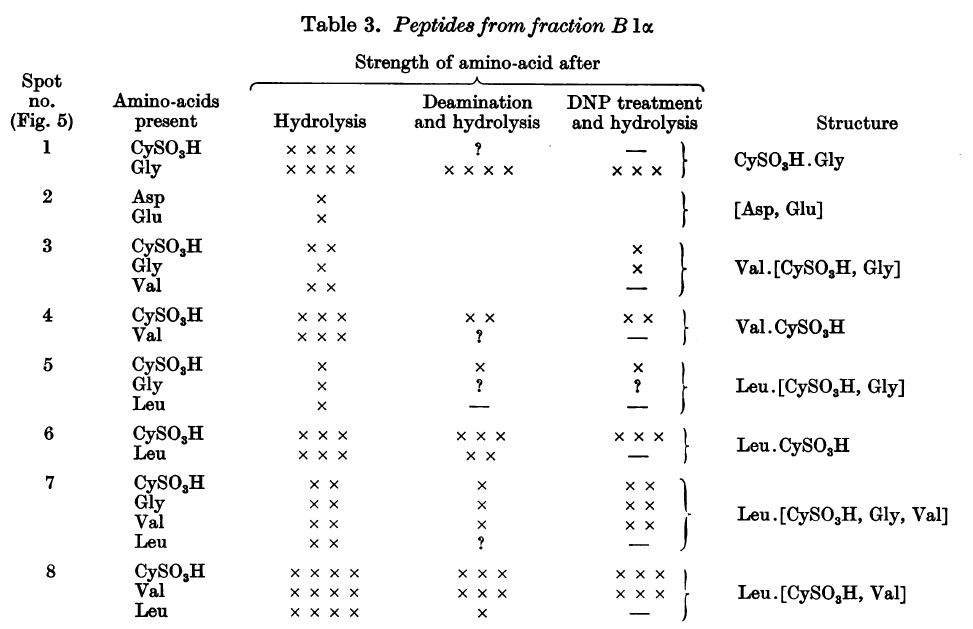 Table 3. Peptides from fraction B 1α
Strength of amino-acid after
Spot no. (Fig. 5) Amino-acids present Hydrolysis Deamination and hydrolysis DNP treatment and hydrolysis Structure
1 CySO₃H × × × × ? — CySO₃H.Gly
Gly × × × × × × × × × × ×
2 Asp × [Asp, Glu]
Glu ×
3 CySO₃H × × × Val.[CySO₃H, Gly]
Gly × ×
Val × × —
4 CySO₃H × × × × × × × Val.CySO₃H
Val × × × ? —
5 CySO₃H × × × Leu.[CySO₃H, Gly]
Gly × ? ?
Leu × — —
6 CySO₃H × × × × × × × × × Leu.CySO₃H
Leu × × × × × —
7 CySO₃H × × × × × Leu.[CySO₃H, Gly, Val]
Gly × × × × ×
Val × × × × ×
Leu × × ? —
8 CySO₃H × × × × × × × × × × Leu.[CySO₃H, Val]
Val × × × × × × × × × ×
Leu × × × × × —